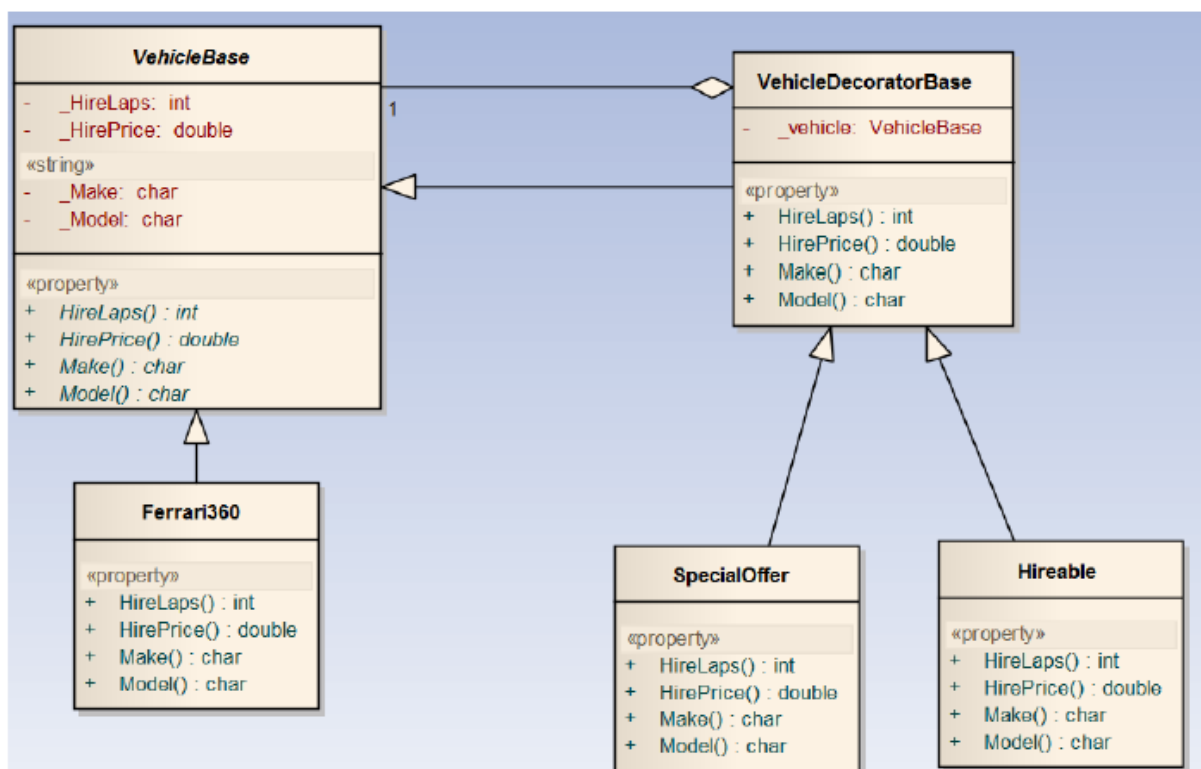 VehicleBase
- _HireLaps: int
- _HirePrice: double
«string»
- _Make: char
- _Model: char
«property»
+ HireLaps() : int
+ HirePrice() : double
+ Make() : char
+ Model() : char
1
VehicleDecoratorBase
- _vehicle: VehicleBase
«property»
+ HireLaps() : int
+ HirePrice() : double
+ Make() : char
+ Model() : char
Ferrari360
«property»
+ HireLaps() : int
+ HirePrice() : double
+ Make() : char
+ Model() : char
SpecialOffer
«property»
+ HireLaps() : int
+ HirePrice() : double
+ Make() : char
+ Model() : char
Hireable
«property»
+ HireLaps() : int
+ HirePrice() : double
+ Make() : char
+ Model() : char